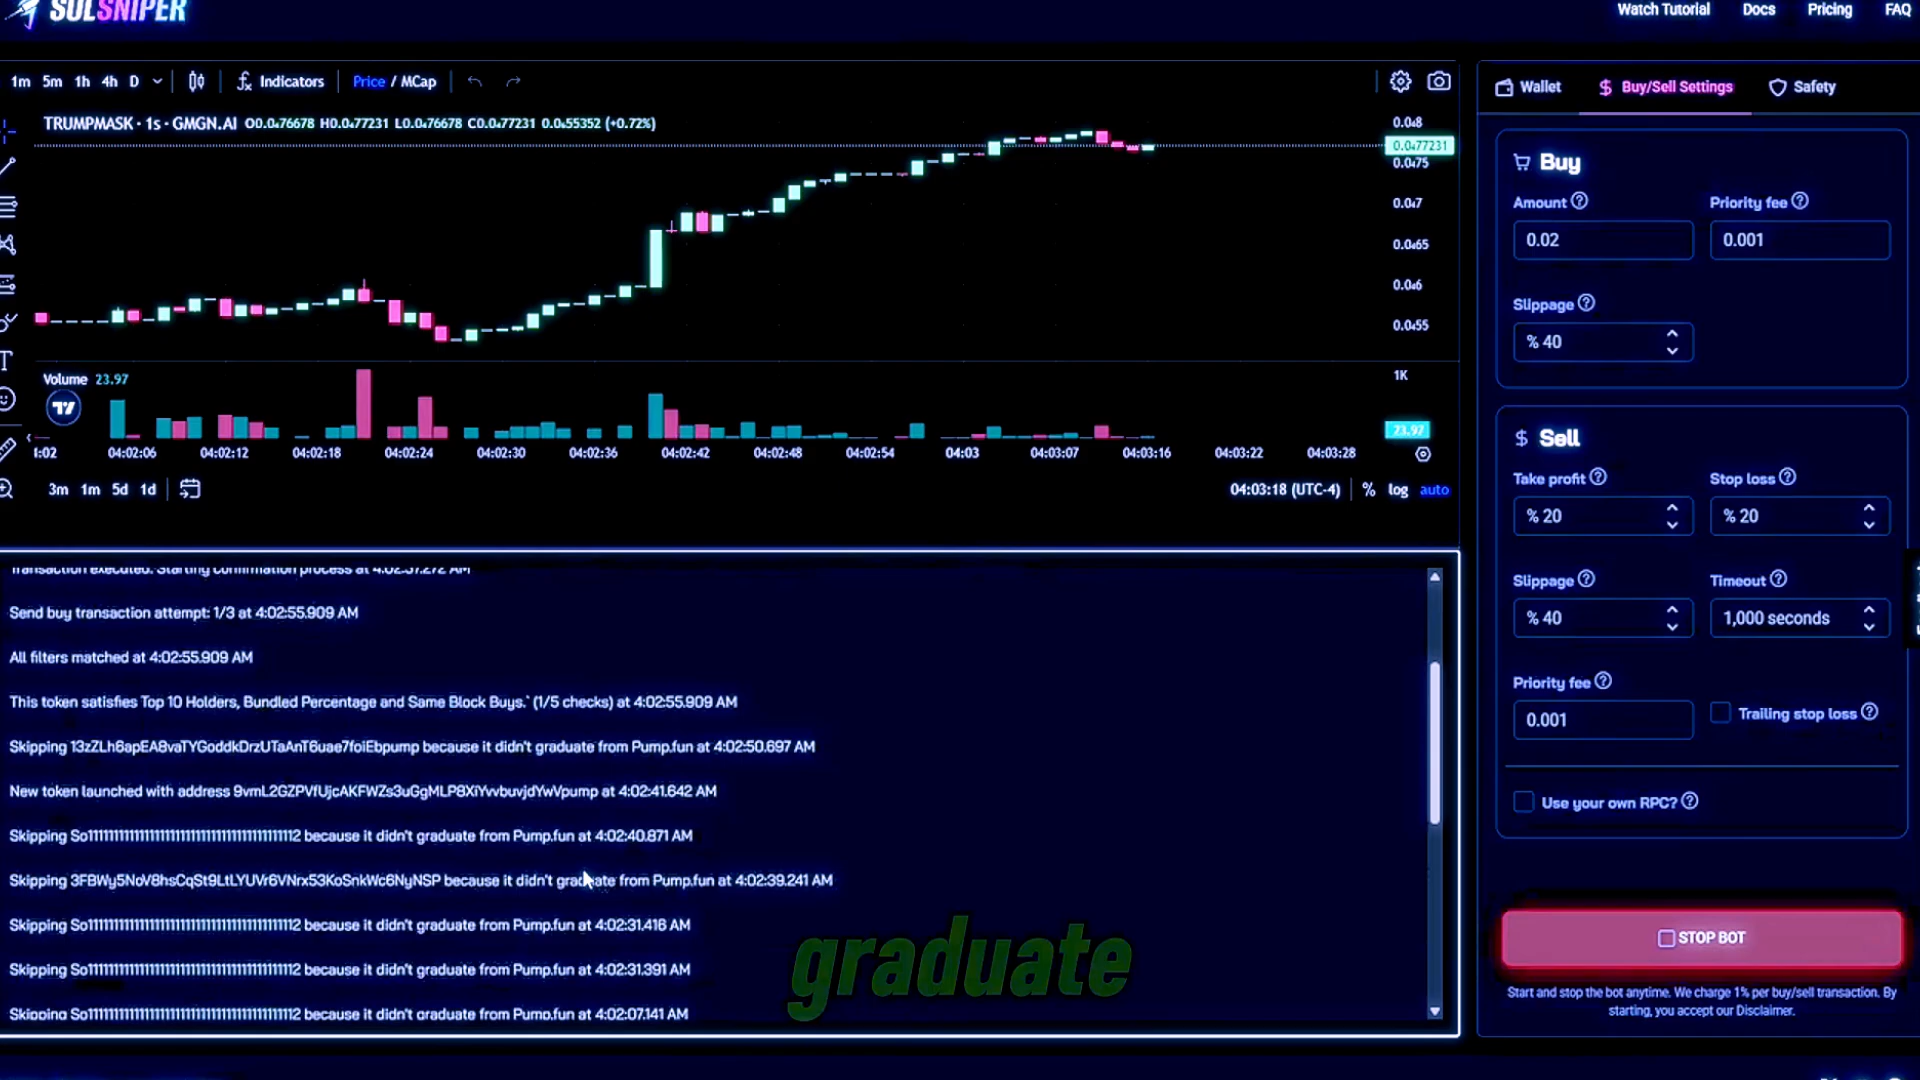 SOLSNIPER
Watch Tutorial Docs Pricing FAQ
1m 5m 1h 4h D Indicators Price / MCap
TRUMPMASK · 1s · GMGN.AI O0.0₄76678 H0.0₄77231 L0.0₄76678 C0.0₄77231 0.0₆55352 (+0.72%)
0.0₄8
0.0₄77231
0.0₄75
0.0₄7
0.0₄65
0.0₄6
0.0₄55
Volume 23.97
1K
23.97
04:02:06 04:02:12 04:02:18 04:02:24 04:02:30 04:02:36 04:02:42 04:02:48 04:02:54 04:03 04:03:07 04:03:16 04:03:22 04:03:28
3m 1m 5d 1d 04:03:18 (UTC-4) % log auto
Transaction executed. Starting confirmation process at 4:02:57.272 AM
Send buy transaction attempt: 1/3 at 4:02:55.909 AM
All filters matched at 4:02:55.909 AM
This token satisfies Top 10 Holders, Bundled Percentage and Same Block Buys.` (1/5 checks) at 4:02:55.909 AM
Skipping 13zZLh6apEA8vaTYGoddkDrzUTaAnT6uae7foiEbpump because it didn't graduate from Pump.fun at 4:02:50.697 AM
New token launched with address 9vmL2GZPVfUjcAKFWZs3uGgMLP8XiYvvbuvjdYwVpump at 4:02:41.642 AM
Skipping So11111111111111111111111111111111111111112 because it didn't graduate from Pump.fun at 4:02:40.871 AM
Skipping 3FBWy5NoV8hsCqSt9LtLYUVr6VNrx53KoSnkWc6NyNSP because it didn't graduate from Pump.fun at 4:02:39.241 AM
Skipping So11111111111111111111111111111111111111112 because it didn't graduate from Pump.fun at 4:02:31.416 AM
Skipping So11111111111111111111111111111111111111112 because it didn't graduate from Pump.fun at 4:02:31.391 AM
Skipping So11111111111111111111111111111111111111112 because it didn't graduate from Pump.fun at 4:02:07.141 AM
graduate
Wallet Buy/Sell Settings Safety
Buy
Amount Priority fee
0.02 0.001
Slippage
% 40
Sell
Take profit Stop loss
% 20 % 20
Slippage Timeout
% 40 1,000 seconds
Priority fee
0.001 Trailing stop loss
Use your own RPC?
STOP BOT
Start and stop the bot anytime. We charge 1% per buy/sell transaction. By
starting, you accept our Disclaimer.